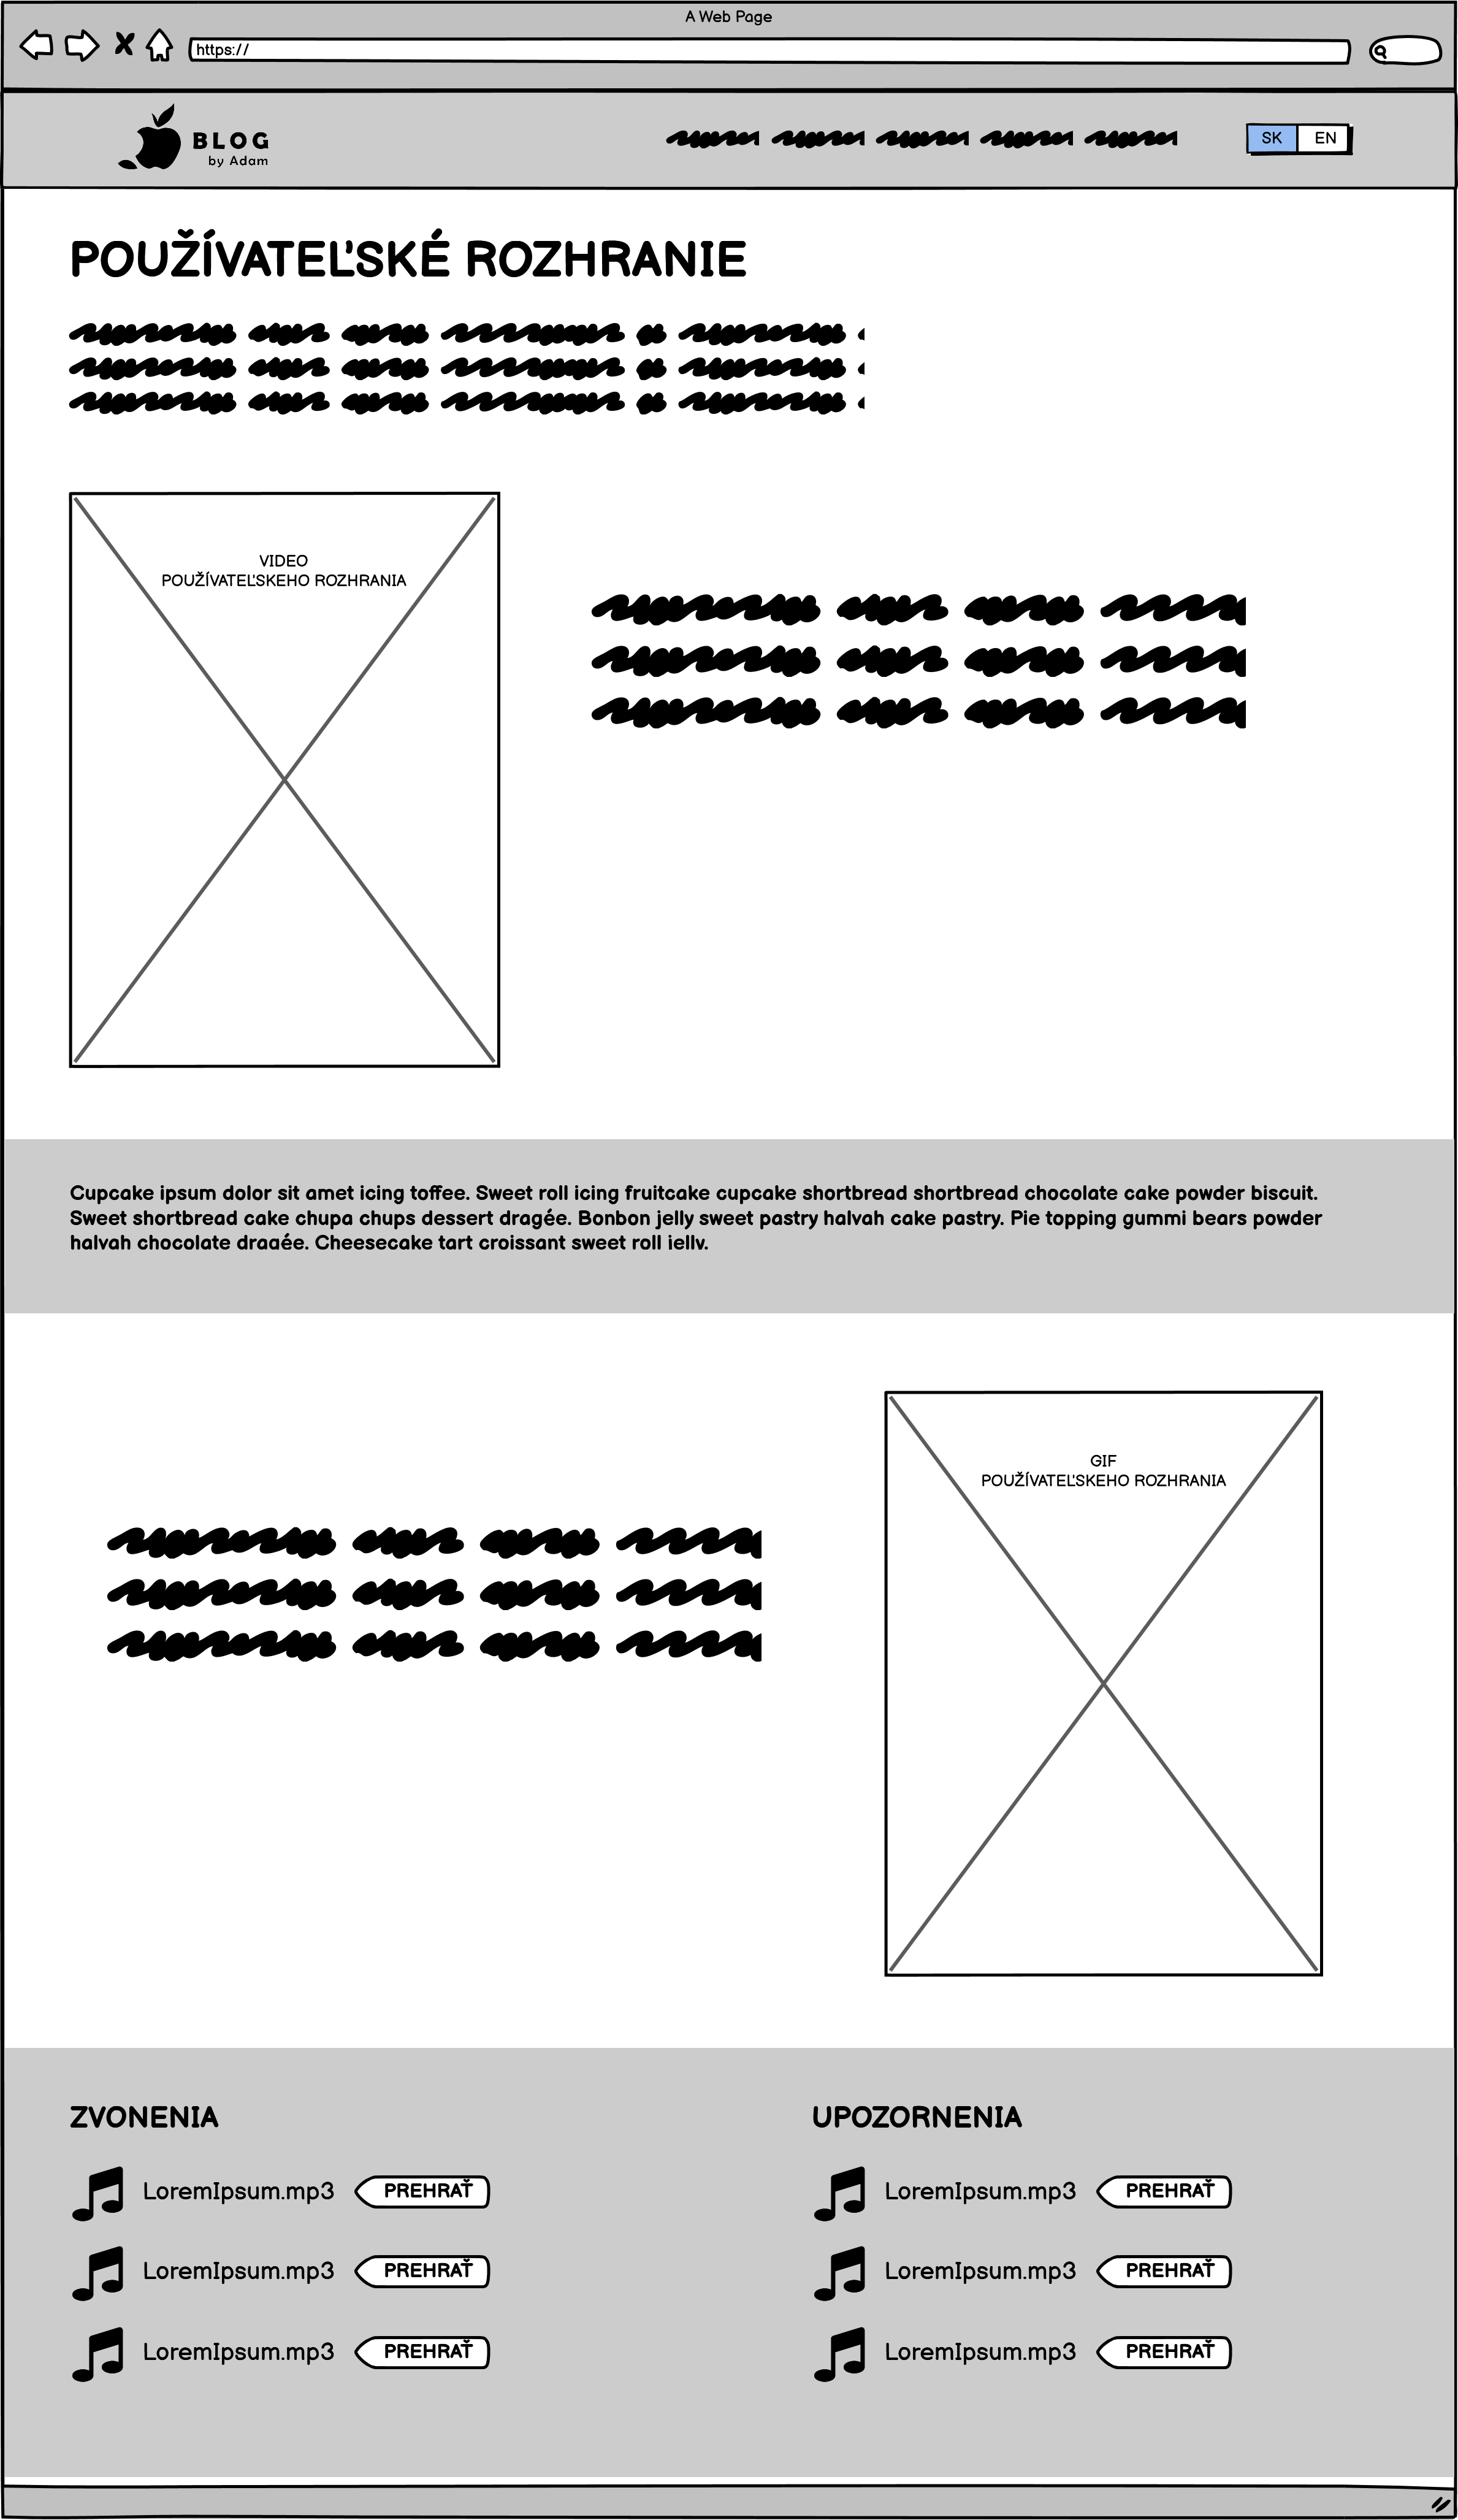 A Web Page
https://
BLOG
by Adam
SK EN
POUŽÍVATEĽSKÉ ROZHRANIE
VIDEO
POUŽÍVATEĽSKEHO ROZHRANIA
Cupcake ipsum dolor sit amet icing toffee. Sweet roll icing fruitcake cupcake shortbread shortbread chocolate cake powder biscuit.
Sweet shortbread cake chupa chups dessert dragée. Bonbon jelly sweet pastry halvah cake pastry. Pie topping gummi bears powder
halvah chocolate dragée. Cheesecake tart croissant sweet roll jelly.
GIF
POUŽÍVATEĽSKEHO ROZHRANIA
ZVONENIA
LoremIpsum.mp3 PREHRAŤ
LoremIpsum.mp3 PREHRAŤ
LoremIpsum.mp3 PREHRAŤ
UPOZORNENIA
LoremIpsum.mp3 PREHRAŤ
LoremIpsum.mp3 PREHRAŤ
LoremIpsum.mp3 PREHRAŤ